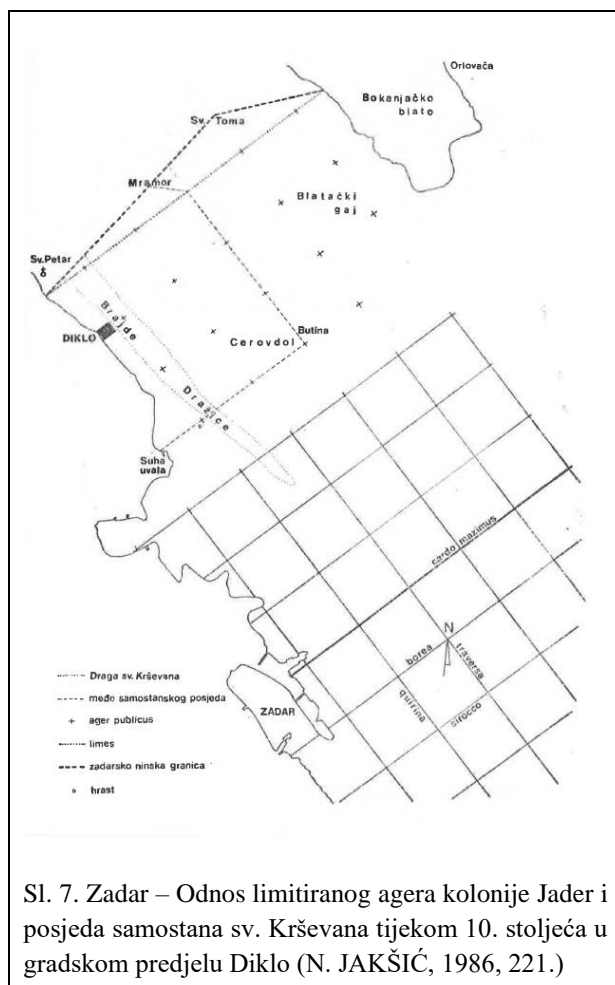 Orlovača
Bokanjačko
blato
Sv. Toma
Mramor
Blatački
gaj
Sv. Petar
Brajde
DIKLO
Butina
Cerovdol
Dražice
Suha
uvala
cardo maximus
N
borea
traversa
quirina
sirocco
ZADAR
Draga sv. Krševana
međe samostanskog posjeda
ager publicus
limes
zadarsko ninska granica
hrast
Sl. 7. Zadar – Odnos limitiranog agera kolonije Jader i
posjeda samostana sv. Krševana tijekom 10. stoljeća u
gradskom predjelu Diklo (N. JAKŠIĆ, 1986, 221.)